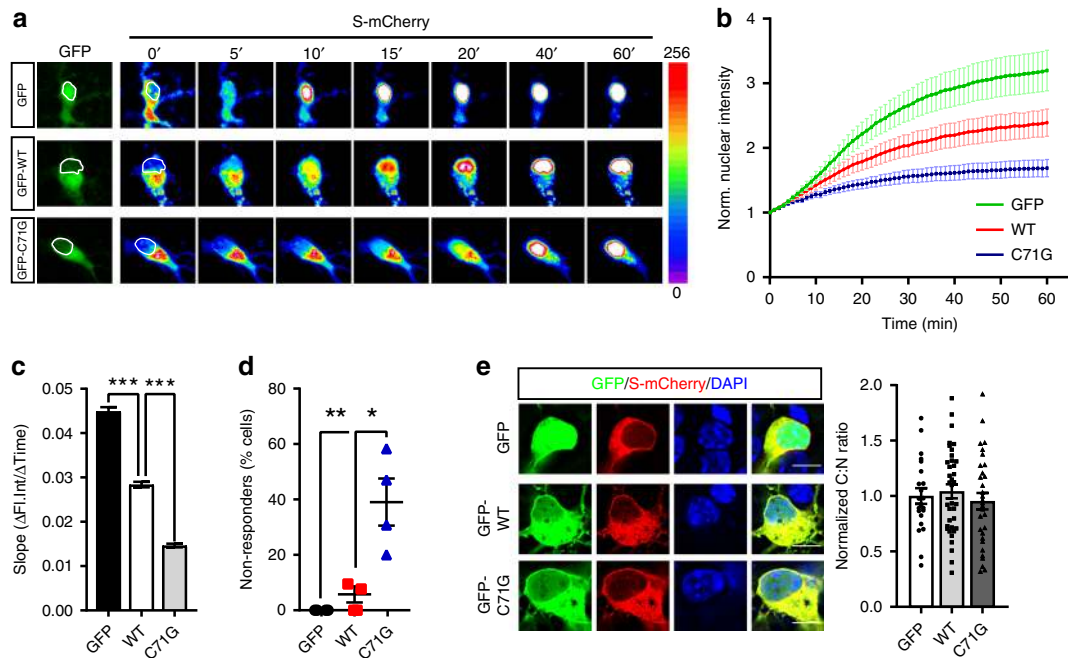 a
S-mCherry
GFP
0′ 5′ 10′ 15′ 20′ 40′ 60′
256
GFP
GFP-WT
GFP-C71G
0
b
Norm. nuclear intensity
4
3
2
1
0
0 10 20 30 40 50 60
Time (min)
GFP
WT
C71G
c
Slope (ΔFl.Int/ΔTime)
0.05
0.04
0.03
0.02
0.01
0.00
*** ***
GFP WT C71G
d
Non-responders (% cells)
80
60
40
20
0
** *
GFP WT C71G
e
GFP/S-mCherry/DAPI
GFP
GFP-
WT
GFP-
C71G
Normalized C:N ratio
2.0
1.5
1.0
0.5
0.0
GFP WT C71G